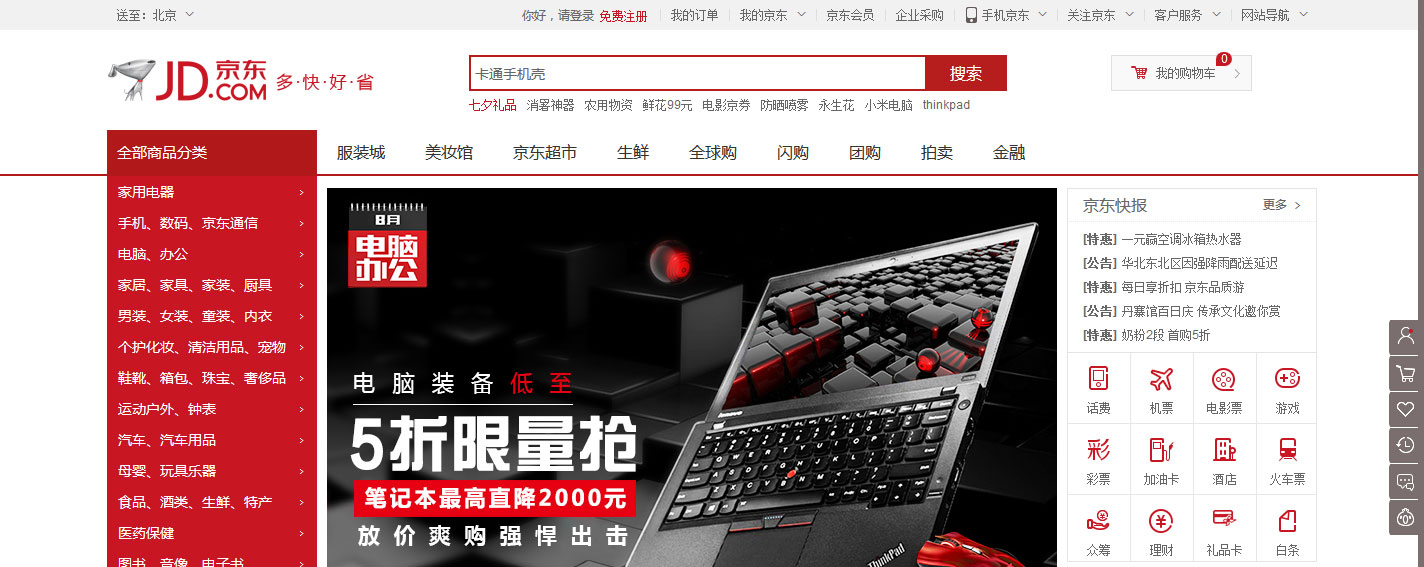 送至：北京
你好，请登录 免费注册 我的订单 我的京东 京东会员 企业采购 手机京东 关注京东 客户服务 网站导航
JD.COM 京东 多·快·好·省
卡通手机壳 搜索
我的购物车 0
七夕礼品 消暑神器 农用物资 鲜花99元 电影京券 防晒喷雾 永生花 小米电脑 thinkpad
全部商品分类 服装城 美妆馆 京东超市 生鲜 全球购 闪购 团购 拍卖 金融
家用电器 >
手机、数码、京东通信 >
电脑、办公 >
家居、家具、家装、厨具 >
男装、女装、童装、内衣 >
个护化妆、清洁用品、宠物 >
鞋靴、箱包、珠宝、奢侈品 >
运动户外、钟表 >
汽车、汽车用品 >
母婴、玩具乐器 >
食品、酒类、生鲜、特产 >
医药保健 >
图书、音像、电子书 >
8月
电脑
办公
电脑装备低至
5折限量抢
笔记本最高直降2000元
放价爽购强悍出击
lenovo
ThinkPad
京东快报 更多 >
[特惠] 一元赢空调冰箱热水器
[公告] 华北东北区因强降雨配送延迟
[特惠] 每日享折扣 京东品质游
[公告] 丹寨馆百日庆 传承文化邀你赏
[特惠] 奶粉2段 首购5折
话费 机票 电影票 游戏
彩
彩票 加油卡 酒店 火车票
众筹 理财 礼品卡 白条